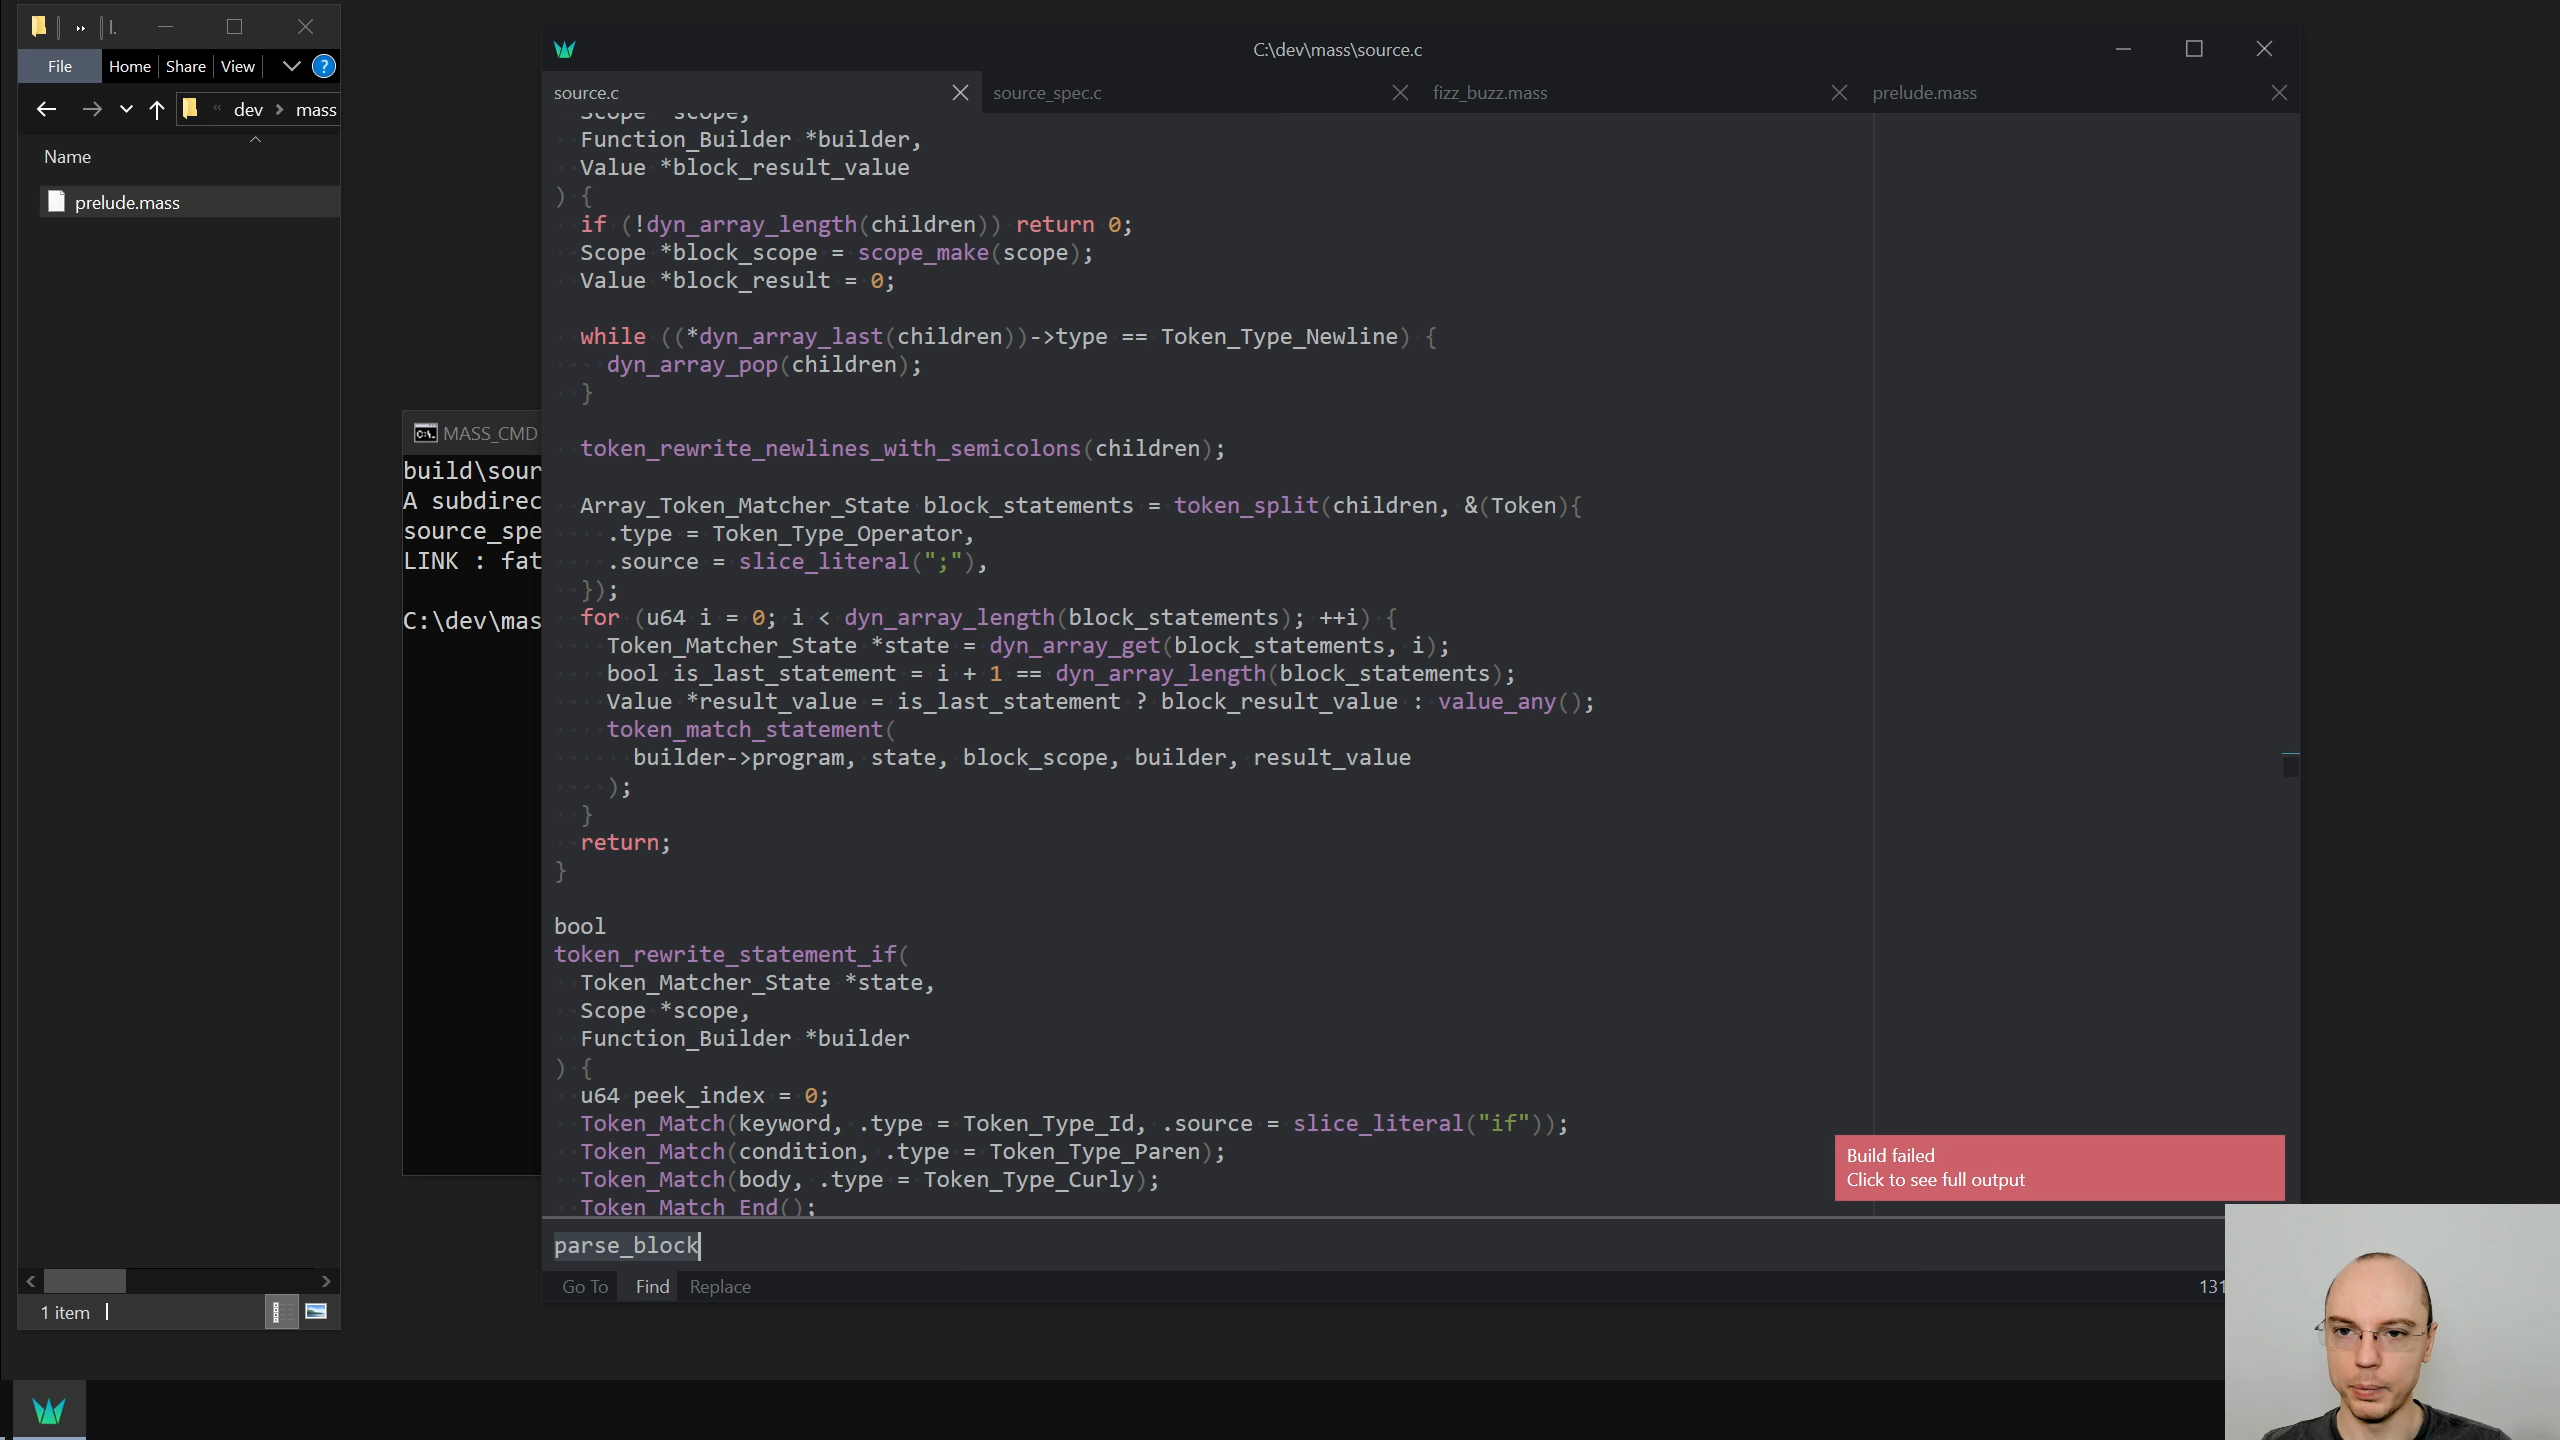 File Home Share View ?
dev mass
Name
prelude.mass
1 item
MASS_CMD
build\sour
A subdirec
source_spe
LINK : fat
C:\dev\mas
C:\dev\mass\source.c
source.c source_spec.c fizz_buzz.mass prelude.mass
Scope *scope,
Function_Builder *builder,
Value *block_result_value
) {
if (!dyn_array_length(children)) return 0;
Scope *block_scope = scope_make(scope);
Value *block_result = 0;
while ((*dyn_array_last(children))->type == Token_Type_Newline) {
dyn_array_pop(children);
}
token_rewrite_newlines_with_semicolons(children);
Array_Token_Matcher_State block_statements = token_split(children, &(Token){
.type = Token_Type_Operator,
.source = slice_literal(";"),
});
for (u64 i = 0; i < dyn_array_length(block_statements); ++i) {
Token_Matcher_State *state = dyn_array_get(block_statements, i);
bool is_last_statement = i + 1 == dyn_array_length(block_statements);
Value *result_value = is_last_statement ? block_result_value : value_any();
token_match_statement(
builder->program, state, block_scope, builder, result_value
);
}
return;
}
bool
token_rewrite_statement_if(
Token_Matcher_State *state,
Scope *scope,
Function_Builder *builder
) {
u64 peek_index = 0;
Token_Match(keyword, .type = Token_Type_Id, .source = slice_literal("if"));
Token_Match(condition, .type = Token_Type_Paren);
Token_Match(body, .type = Token_Type_Curly);
Token_Match_End();
Build failed
Click to see full output
parse_block
Go To Find Replace
131